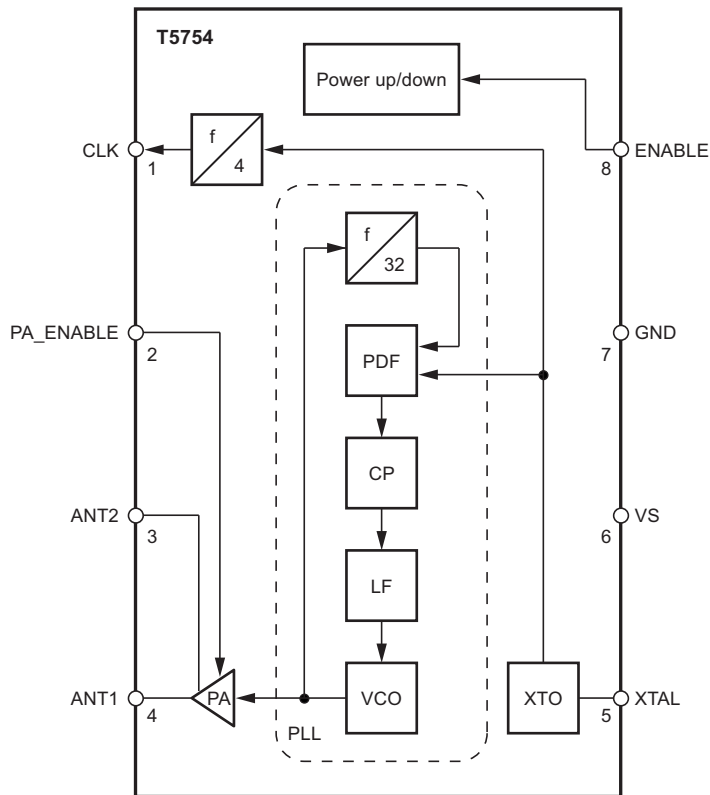 T5754
Power up/down
CLK
1
f
4
ENABLE
8
f
32
PA_ENABLE
2
PDF
GND
7
CP
ANT2
3
VS
6
LF
ANT1
4
PA
VCO
XTO
XTAL
5
PLL